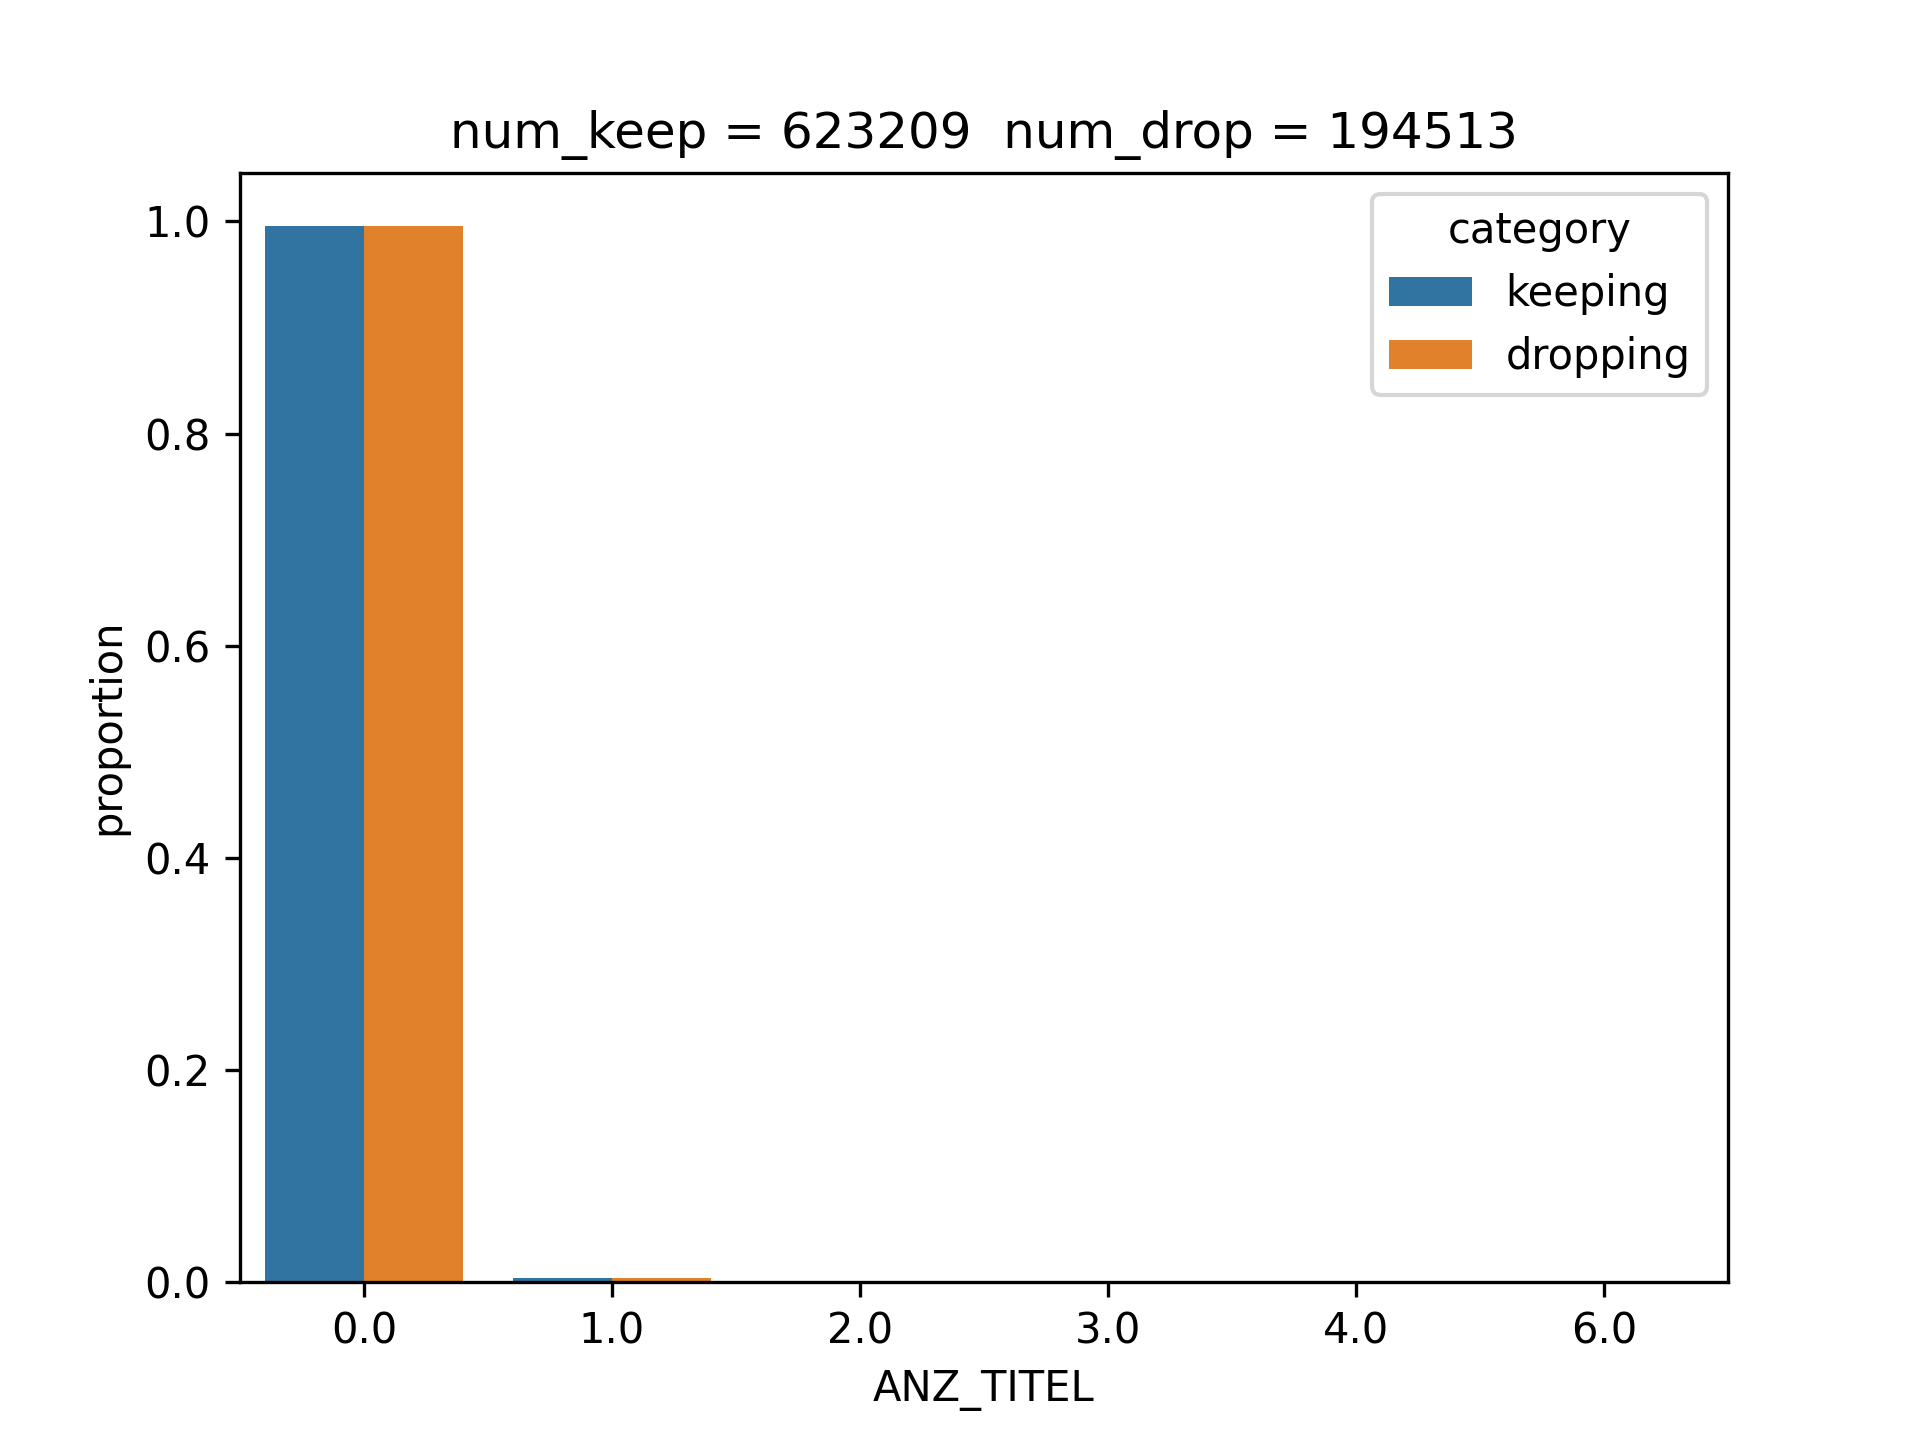 num_keep = 623209  num_drop = 194513
category
keeping
dropping
proportion
1.0
0.8
0.6
0.4
0.2
0.0
0.0 1.0 2.0 3.0 4.0 6.0
ANZ_TITEL